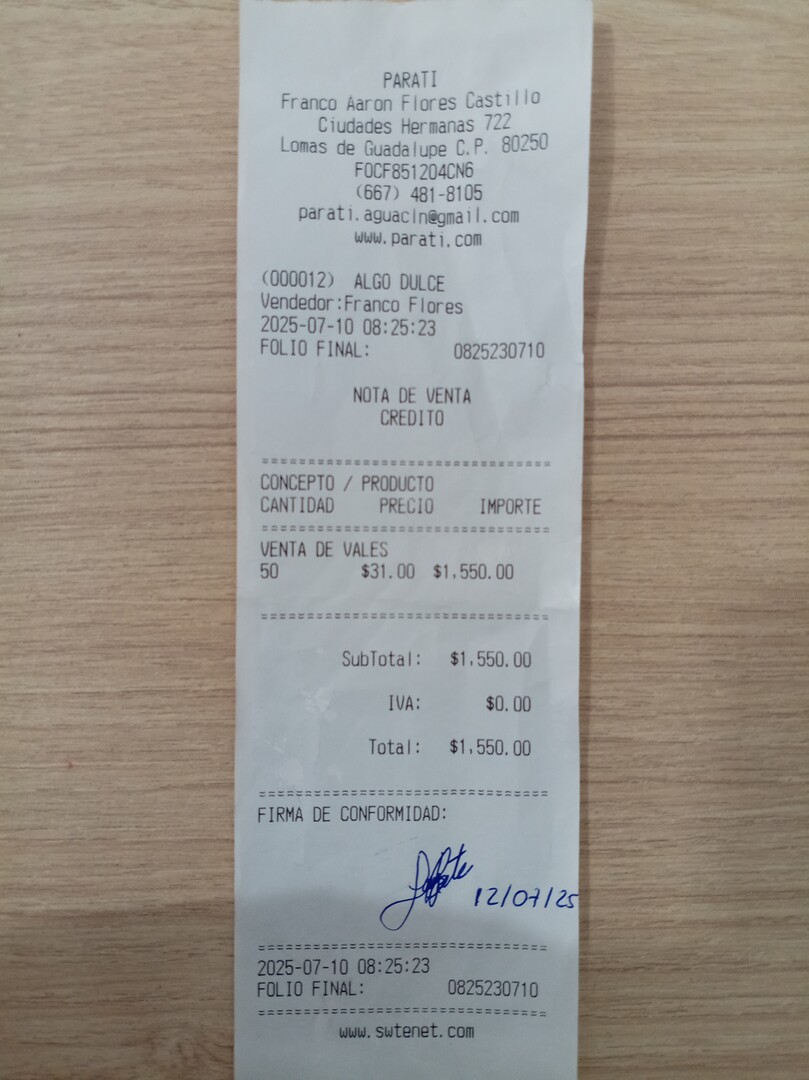 PARATI
Franco Aaron Flores Castillo
Ciudades Hermanas 722
Lomas de Guadalupe C.P. 80250
FOCF851204CN6
(667) 481-8105
parati.aguacln@gmail.com
www.parati.com
(000012) ALGO DULCE
Vendedor:Franco Flores
2025-07-10 08:25:23
FOLIO FINAL: 0825230710
NOTA DE VENTA
CREDITO
================================
CONCEPTO / PRODUCTO
CANTIDAD PRECIO IMPORTE
================================
VENTA DE VALES
50 $31.00 $1,550.00
================================
SubTotal: $1,550.00
IVA: $0.00
Total: $1,550.00
================================
FIRMA DE CONFORMIDAD:
12/07/25
================================
2025-07-10 08:25:23
FOLIO FINAL: 0825230710
================================
www.swtenet.com